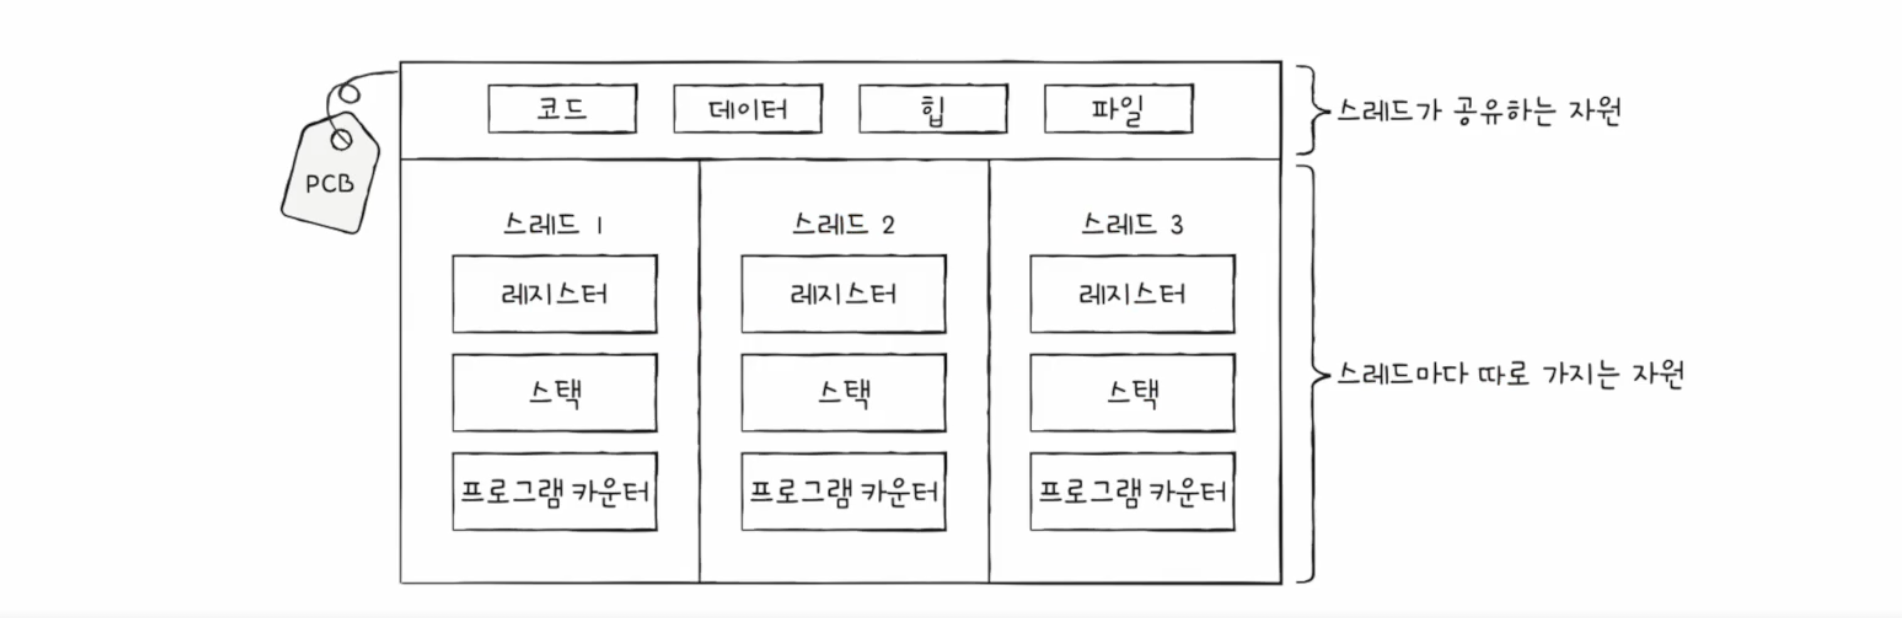 코드 데이터 힙 파일
스레드가 공유하는 자원
PCB
스레드 1 스레드 2 스레드 3
레지스터 레지스터 레지스터
스레드마다 따로 가지는 자원
스택 스택 스택
프로그램 카운터 프로그램 카운터 프로그램 카운터